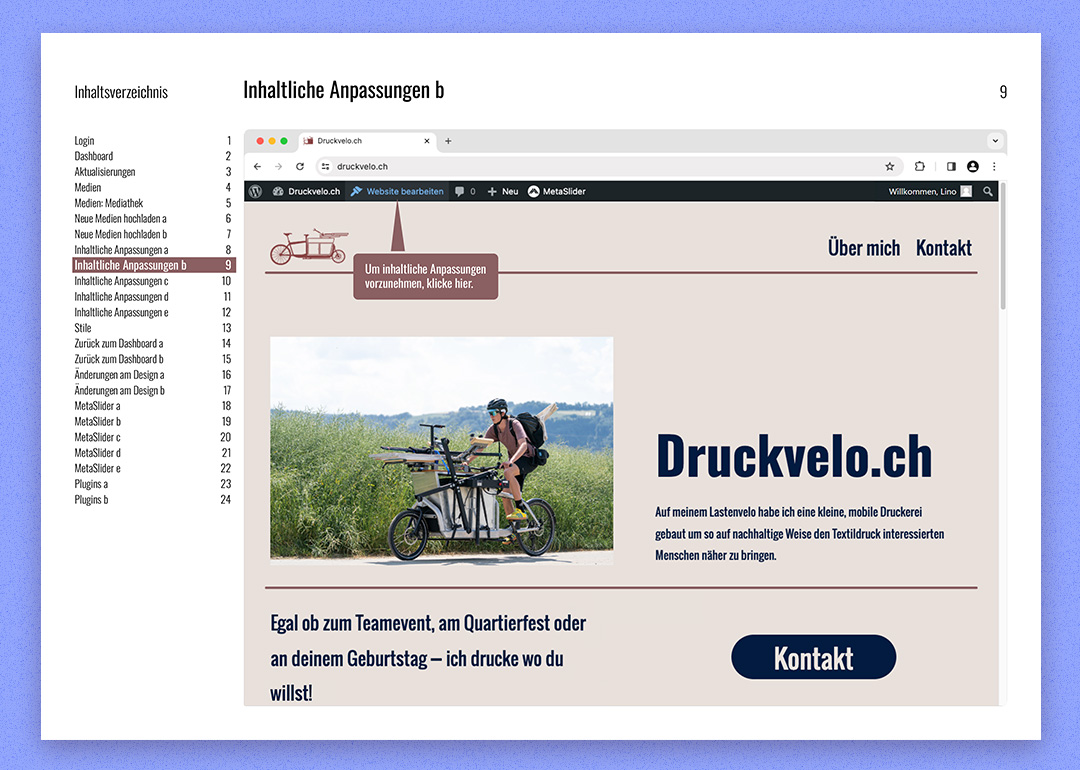 Inhaltsverzeichnis
Inhaltliche Anpassungen b
9
Login 1
Dashboard 2
Aktualisierungen 3
Medien 4
Medien: Mediathek 5
Neue Medien hochladen a 6
Neue Medien hochladen b 7
Inhaltliche Anpassungen a 8
Inhaltliche Anpassungen b 9
Inhaltliche Anpassungen c 10
Inhaltliche Anpassungen d 11
Inhaltliche Anpassungen e 12
Stile 13
Zurück zum Dashboard a 14
Zurück zum Dashboard b 15
Änderungen am Design a 16
Änderungen am Design b 17
MetaSlider a 18
MetaSlider b 19
MetaSlider c 20
MetaSlider d 21
MetaSlider e 22
Plugins a 23
Plugins b 24
Druckvelo.ch
druckvelo.ch
Druckvelo.ch Website bearbeiten 0 Neu MetaSlider Willkommen, Lino
Über mich Kontakt
Um inhaltliche Anpassungen
vorzunehmen, klicke hier.
Druckvelo.ch
Auf meinem Lastenvelo habe ich eine kleine, mobile Druckerei
gebaut um so auf nachhaltige Weise den Textildruck interessierten
Menschen näher zu bringen.
Egal ob zum Teamevent, am Quartierfest oder
an deinem Geburtstag – ich drucke wo du
willst!
Kontakt